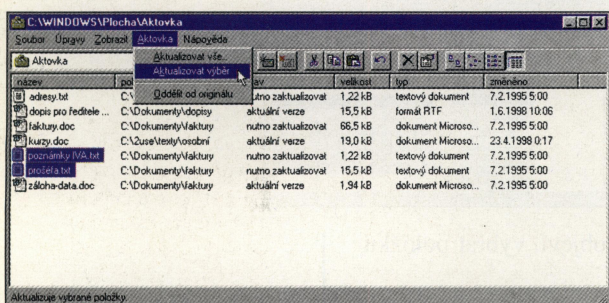 C:\WINDOWS\Plocha\Aktovka
Soubor Úpravy Zobrazit Aktovka Nápověda
Aktovka
Aktualizovat vše...
Aktualizovat výběr
Oddělit od originálu
název velikost typ změněno
adresy.txt nutno zaktualizovat 1,22 kB textový dokument 7.2.1995 5:00
dopis pro ředitele ... C:\Dokumenty\dopisy aktuální verze 15,5 kB formát RTF 1.6.1998 10:06
faktury.doc C:\Dokumenty\faktury nutno zaktualizovat 66,5 kB dokument Microso... 7.2.1995 5:00
kurzy.doc C:\2use\texty\osobní aktuální verze 19,0 kB dokument Microso... 23.4.1998 0:17
poznámky IVA.txt C:\Dokumenty\faktury nutno zaktualizovat 1,22 kB textový dokument 7.2.1995 5:00
prošéfa.txt C:\Dokumenty\faktury nutno zaktualizovat 15,5 kB textový dokument 7.2.1995 5:00
záloha-data.doc C:\Dokumenty\faktury aktuální verze 1,94 kB dokument Microso... 7.2.1995 5:00
Aktualizuje vybrané položky.